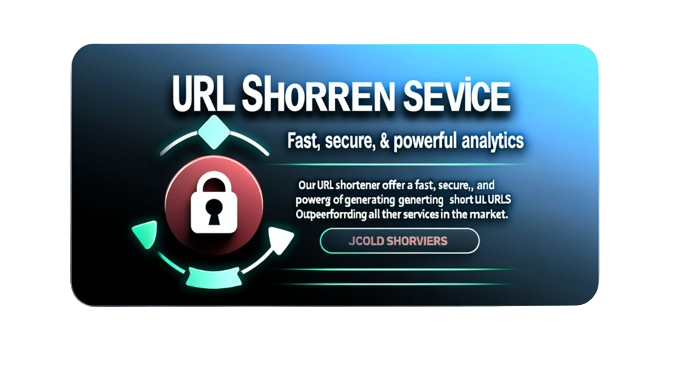 URL SHORREN SEVICE
Fast, secure, & powerful analytics
Our URL shortener offer a fast, secure,, and
powerg of generating generting short UL URLS
Outpeerforrding all ther services in the market.
JCOLD SHORVIERS